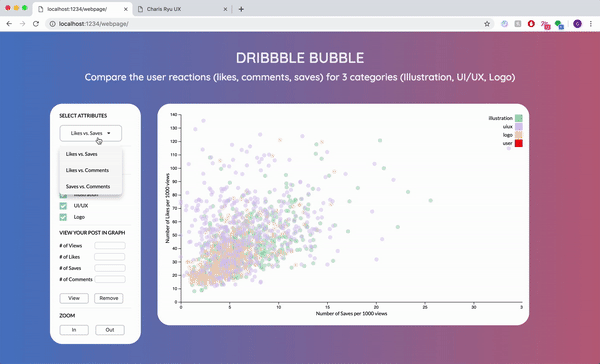 localhost:1234/webpage/
Charis Ryu UX
localhost:1234/webpage/
DRIBBBLE BUBBLE
Compare the user reactions (likes, comments, saves) for 3 categories (Illustration, UI/UX, Logo)
SELECT ATTRIBUTES
Likes vs. Saves
Likes vs. Saves
Likes vs. Comments
Saves vs. Comments
UI/UX
Logo
VIEW YOUR POST IN GRAPH
# of Views
# of Likes
# of Saves
# of Comments
View Remove
ZOOM
In Out
illustration
uiux
logo
user
Number of Likes per 1000 views
140
130
120
110
100
90
80
70
60
50
40
30
20
10
0
0 5 10 15 20 25 30 3
Number of Saves per 1000 views